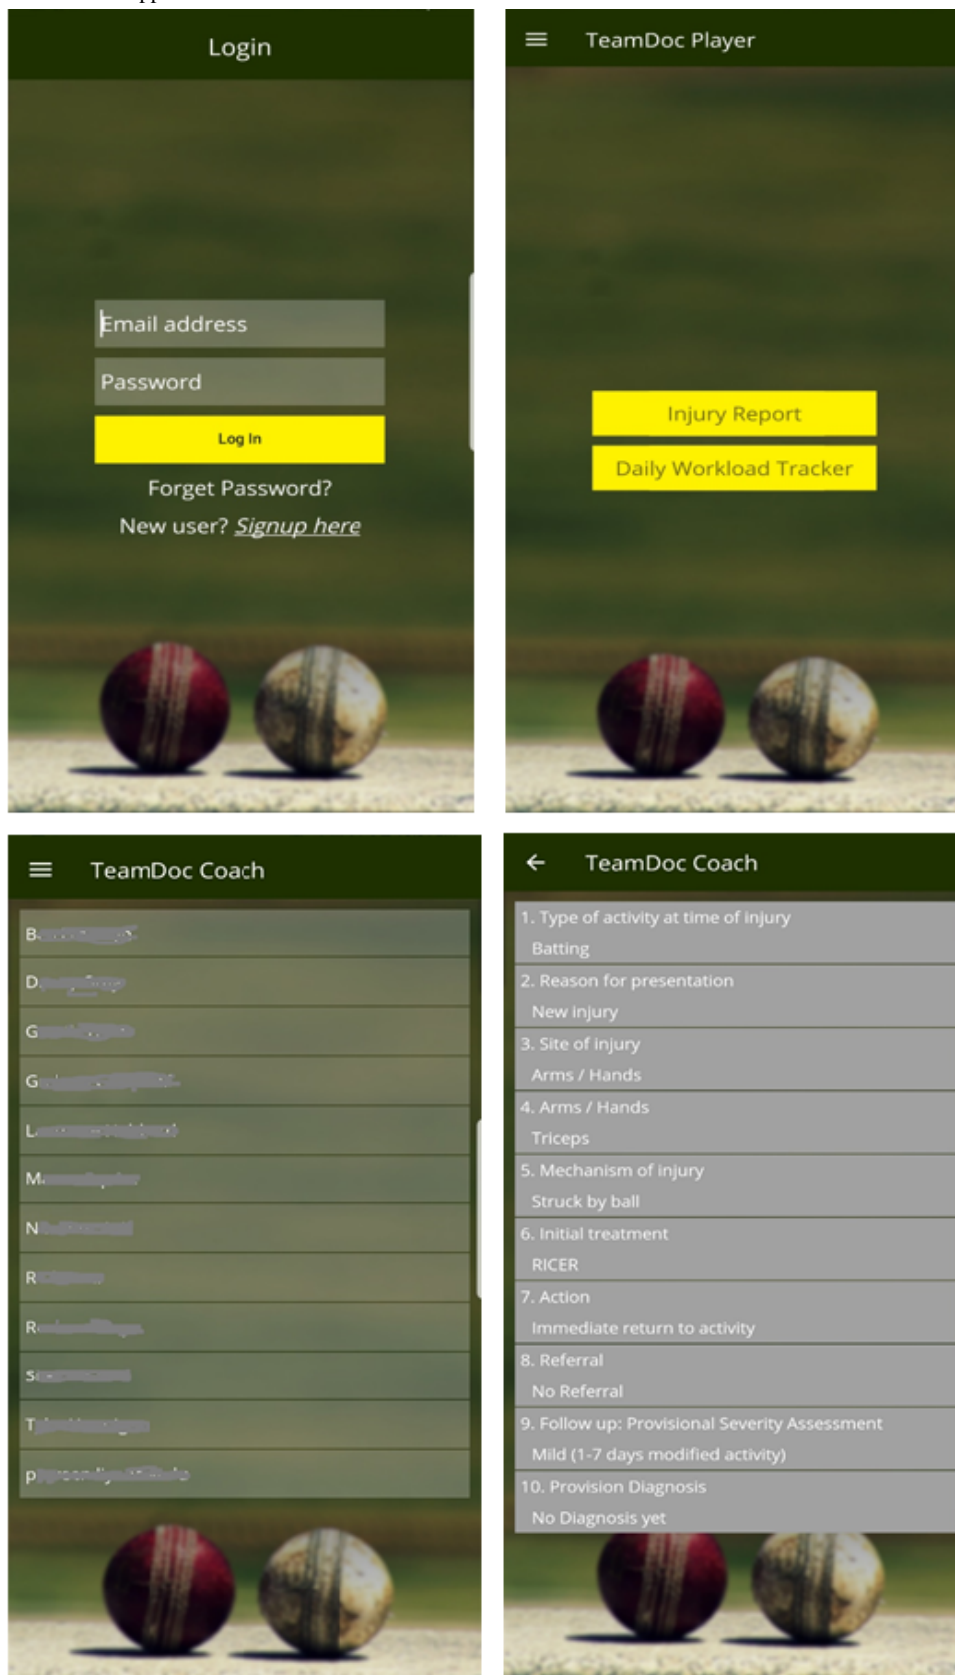 Login
Email address
Password
Log In
Forget Password?
New user? Signup here
TeamDoc Player
Injury Report
Daily Workload Tracker
TeamDoc Coach
B
D
G
G
L
M
N
R
R
S
T
p
TeamDoc Coach
1. Type of activity at time of injury
Batting
2. Reason for presentation
New injury
3. Site of injury
Arms / Hands
4. Arms / Hands
Triceps
5. Mechanism of injury
Struck by ball
6. Initial treatment
RICER
7. Action
Immediate return to activity
8. Referral
No Referral
9. Follow up: Provisional Severity Assessment
Mild (1-7 days modified activity)
10. Provision Diagnosis
No Diagnosis yet